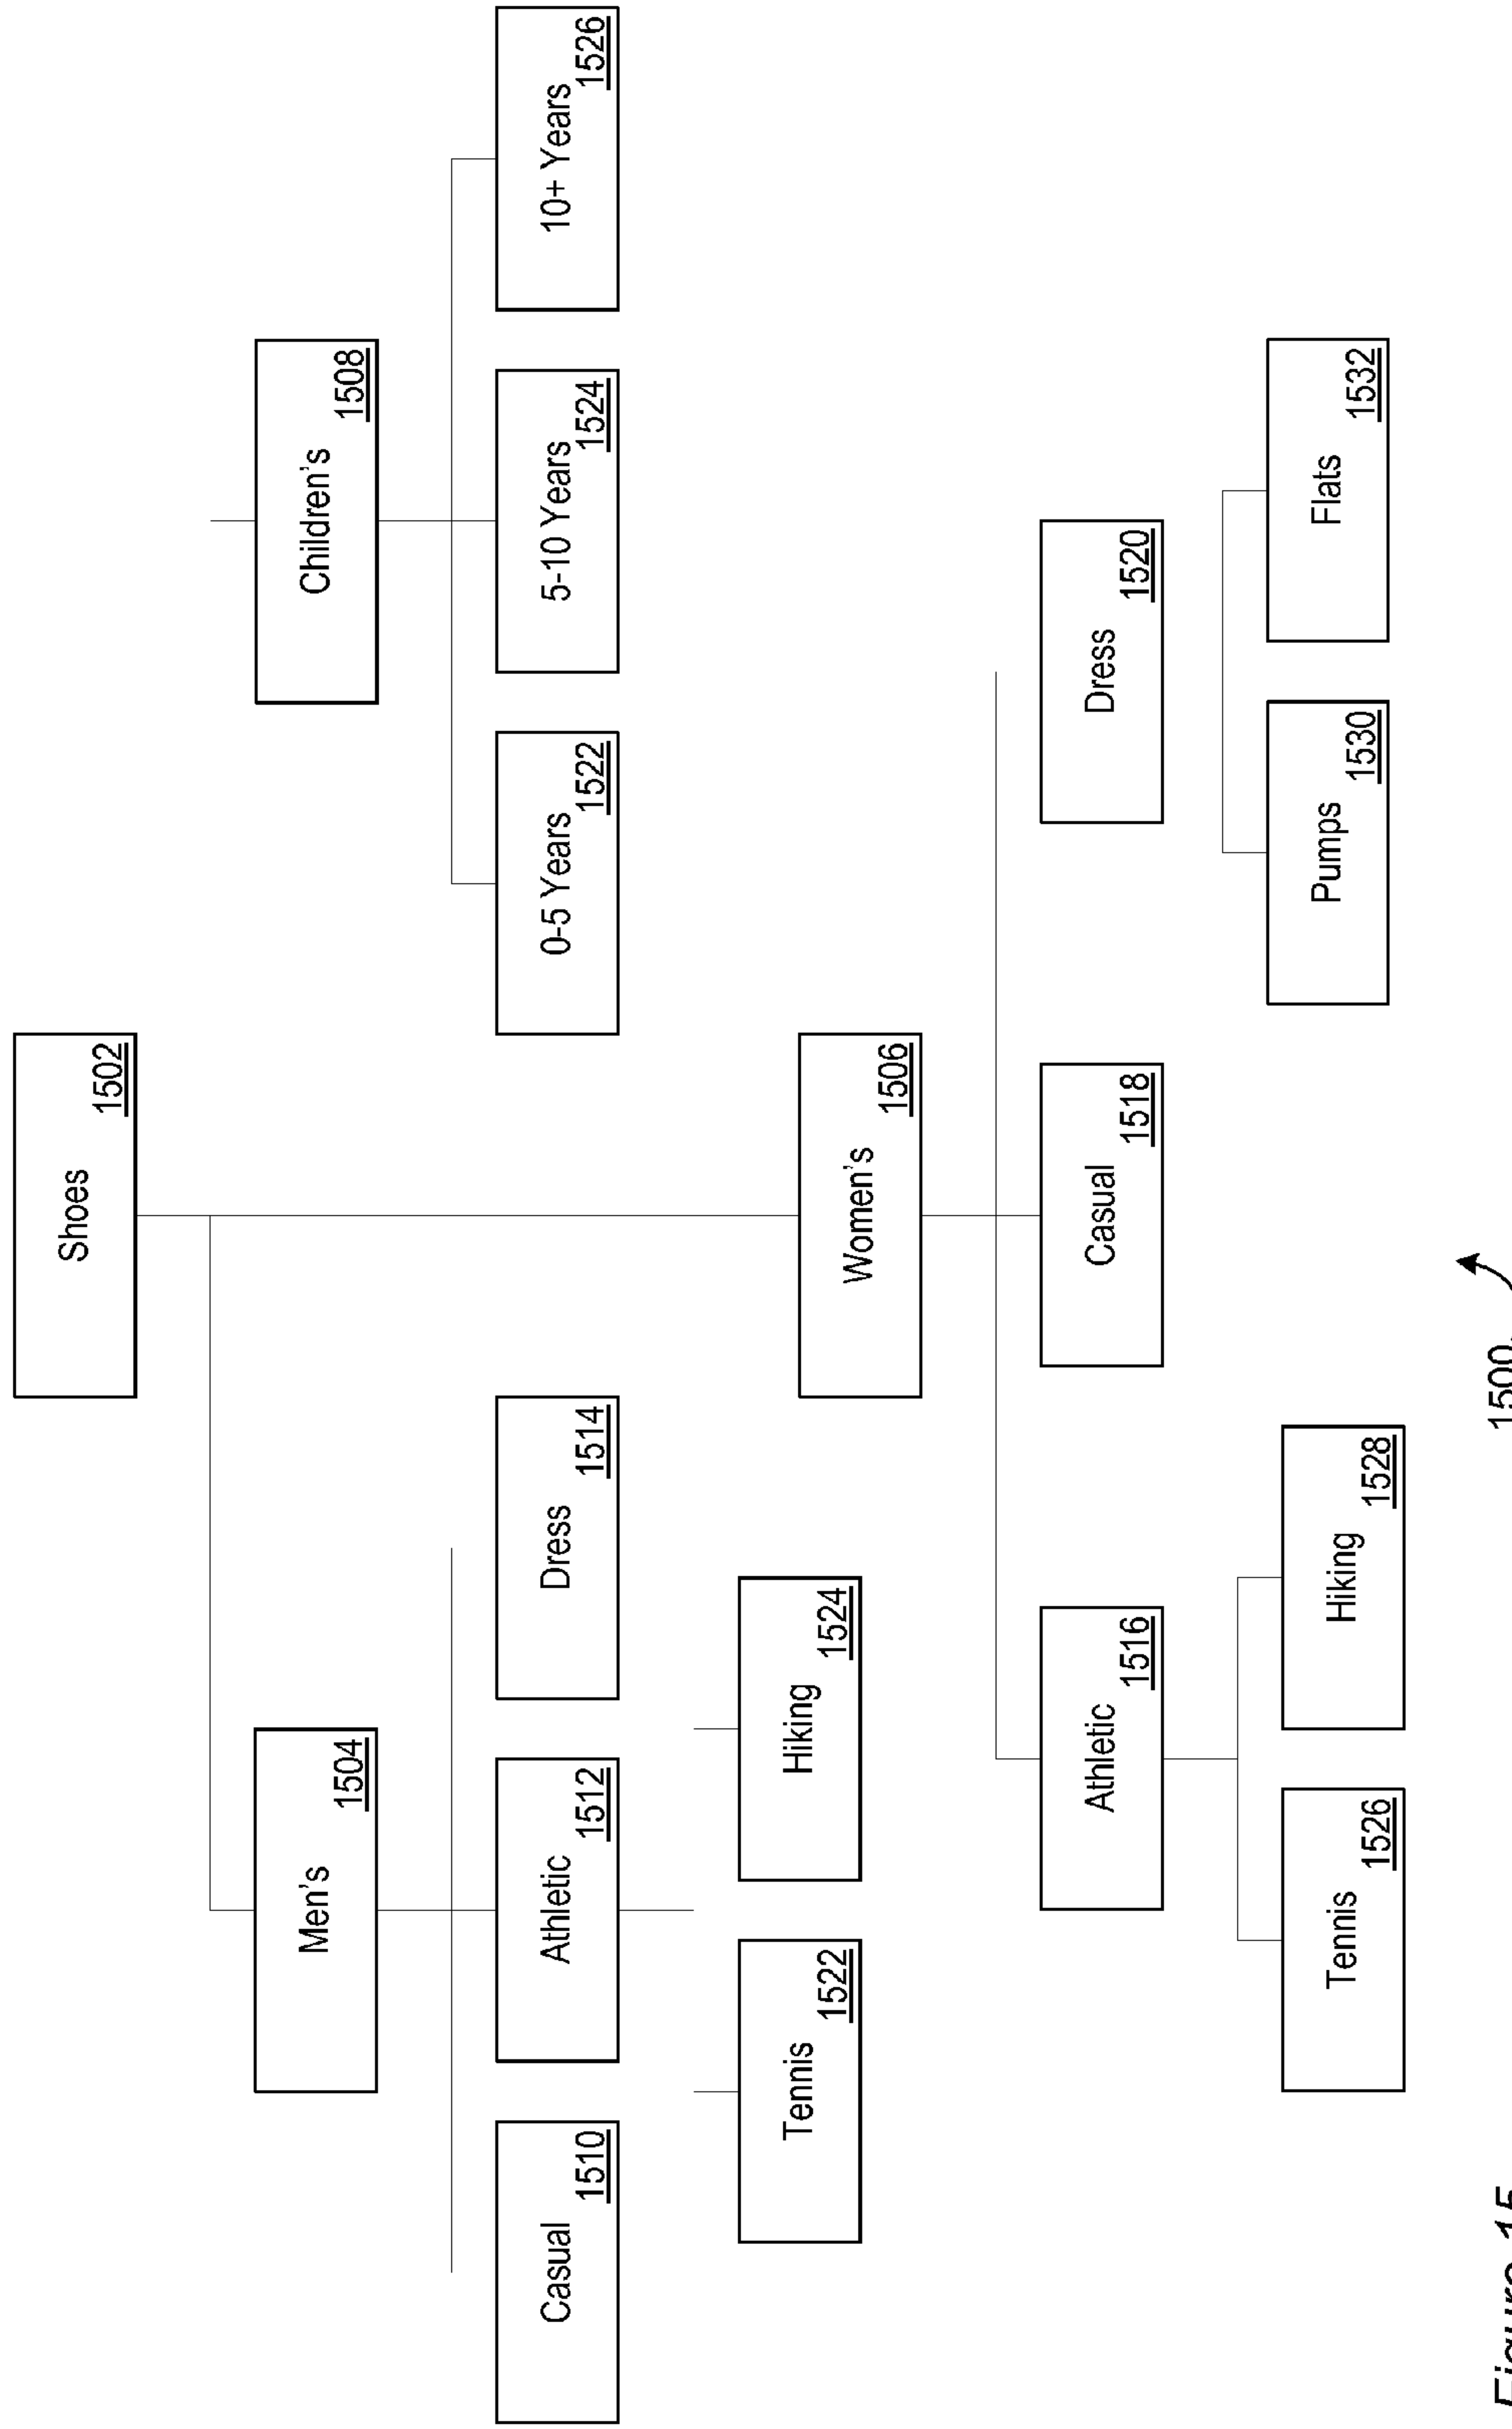 Shoes
1502
Men's
1504
Children's
1508
Casual
1510
Athletic
1512
Dress
1514
0-5 Years
1522
5-10 Years
1524
10+ Years
1526
Tennis
1522
Hiking
1524
Women's
1506
Athletic
1516
Casual
1518
Dress
1520
Tennis
1526
Hiking
1528
Pumps
1530
Flats
1532
1500
Figure 15